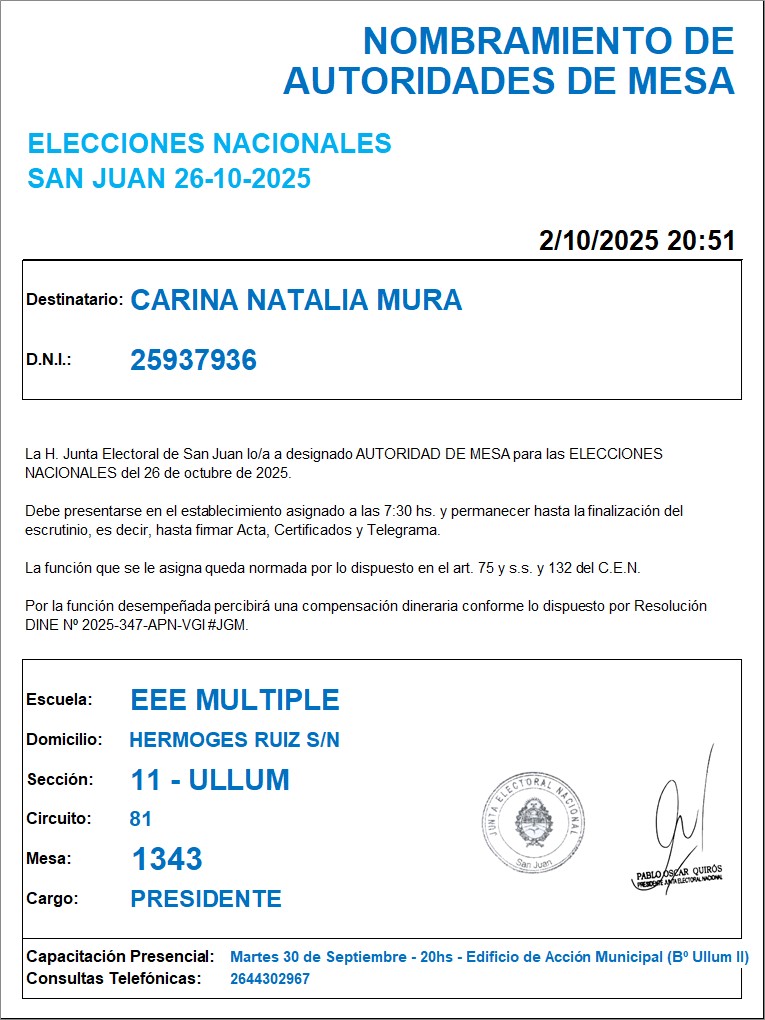 NOMBRAMIENTO DE
AUTORIDADES DE MESA
ELECCIONES NACIONALES
SAN JUAN 26-10-2025
2/10/2025 20:51
Destinatario: CARINA NATALIA MURA
D.N.I.: 25937936
La H. Junta Electoral de San Juan lo/a a designado AUTORIDAD DE MESA para las ELECCIONES
NACIONALES del 26 de octubre de 2025.
Debe presentarse en el establecimiento asignado a las 7:30 hs. y permanecer hasta la finalización del
escrutinio, es decir, hasta firmar Acta, Certificados y Telegrama.
La función que se le asigna queda normada por lo dispuesto en el art. 75 y s.s. y 132 del C.E.N.
Por la función desempeñada percibirá una compensación dineraria conforme lo dispuesto por Resolución
DINE Nº 2025-347-APN-VGI#JGM.
Escuela: EEE MULTIPLE
Domicilio: HERMOGES RUIZ S/N
Sección: 11 - ULLUM
Circuito: 81
Mesa: 1343
Cargo: PRESIDENTE
JUNTA ELECTORAL NACIONAL
San Juan
PABLO OSCAR QUIRÓS
PRESIDENTE JUNTA ELECTORAL NACIONAL
Capacitación Presencial: Martes 30 de Septiembre - 20hs - Edificio de Acción Municipal (Bº Ullum II)
Consultas Telefónicas: 2644302967